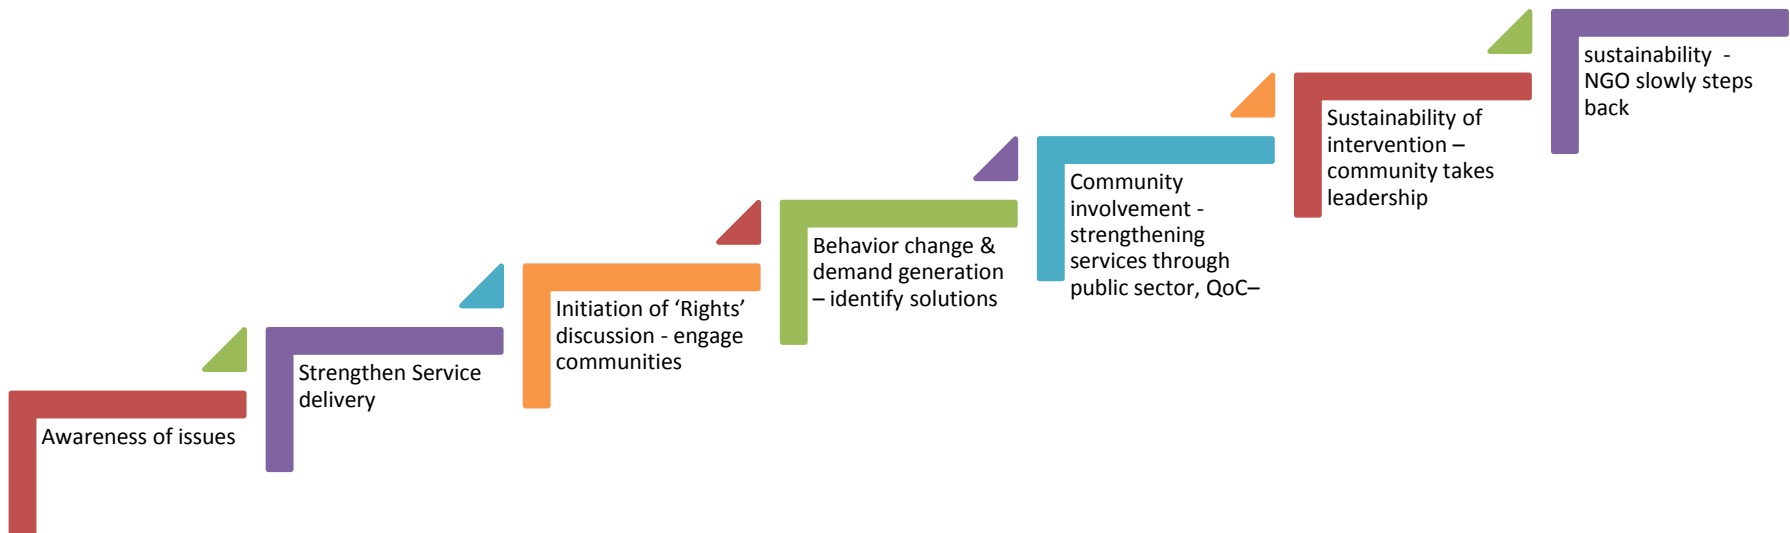 Awareness of issues
Strengthen Service
delivery
Initiation of ‘Rights’
discussion - engage
communities
Behavior change &
demand generation
– identify solutions
Community
involvement -
strengthening
services through
public sector, QoC–
Sustainability of
intervention –
community takes
leadership
sustainability -
NGO slowly steps
back